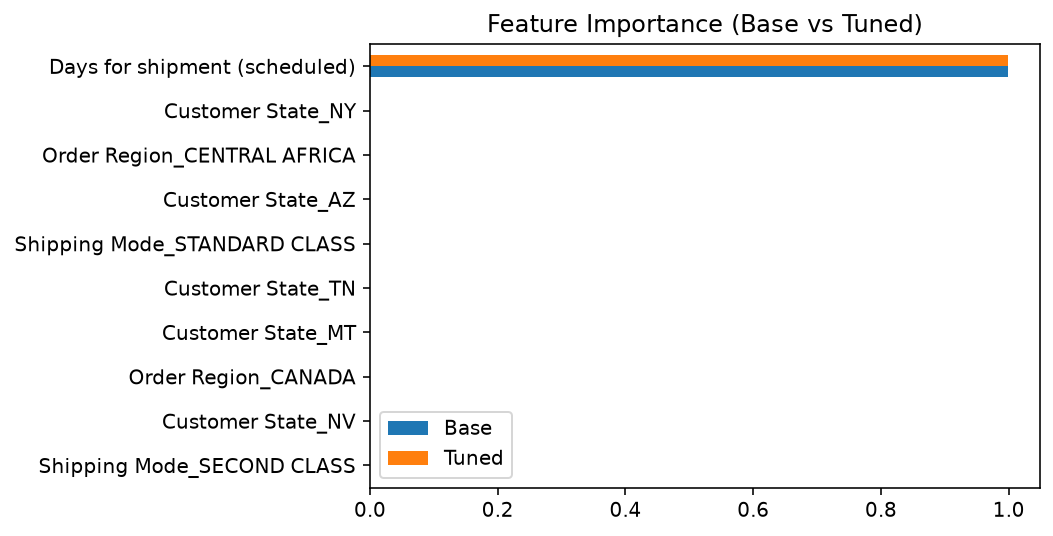 Feature Importance (Base vs Tuned)
Days for shipment (scheduled)
Customer State_NY
Order Region_CENTRAL AFRICA
Customer State_AZ
Shipping Mode_STANDARD CLASS
Customer State_TN
Customer State_MT
Order Region_CANADA
Customer State_NV
Shipping Mode_SECOND CLASS
Base
Tuned
0.0 0.2 0.4 0.6 0.8 1.0